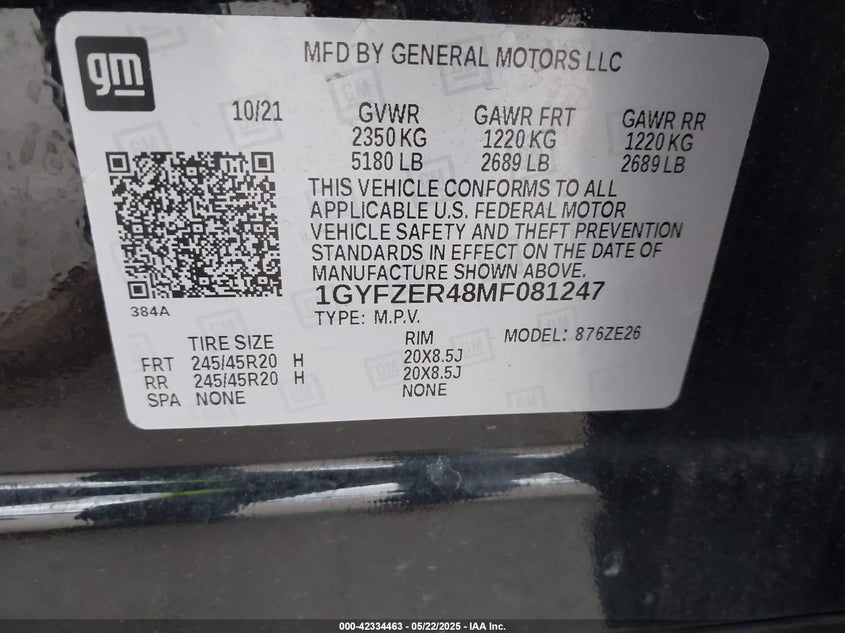 gm
MFD BY GENERAL MOTORS LLC
10/21 GVWR GAWR FRT GAWR RR
2350 KG 1220 KG 1220 KG
5180 LB 2689 LB 2689 LB
THIS VEHICLE CONFORMS TO ALL
APPLICABLE U.S. FEDERAL MOTOR
VEHICLE SAFETY AND THEFT PREVENTION
STANDARDS IN EFFECT ON THE DATE OF
MANUFACTURE SHOWN ABOVE.
384A
1GYFZER48MF081247
TYPE: M.P.V.
TIRE SIZE RIM MODEL: 876ZE26
FRT 245/45R20 H 20X8.5J
RR 245/45R20 H 20X8.5J
SPA NONE NONE
000-42334463 - 05/22/2025 - IAA Inc.